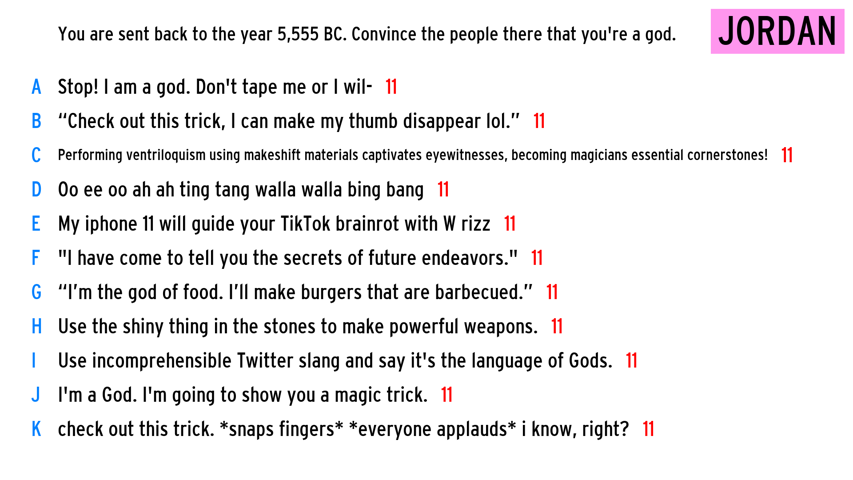 You are sent back to the year 5,555 BC. Convince the people there that you're a god. JORDAN
A Stop! I am a god. Don't tape me or I wil- 11
B “Check out this trick, I can make my thumb disappear lol.” 11
C Performing ventriloquism using makeshift materials captivates eyewitnesses, becoming magicians essential cornerstones! 11
D Oo ee oo ah ah ting tang walla walla bing bang 11
E My iphone 11 will guide your TikTok brainrot with W rizz 11
F "I have come to tell you the secrets of future endeavors." 11
G “I’m the god of food. I’ll make burgers that are barbecued.” 11
H Use the shiny thing in the stones to make powerful weapons. 11
I Use incomprehensible Twitter slang and say it's the language of Gods. 11
J I'm a God. I'm going to show you a magic trick. 11
K check out this trick. *snaps fingers* *everyone applauds* i know, right? 11